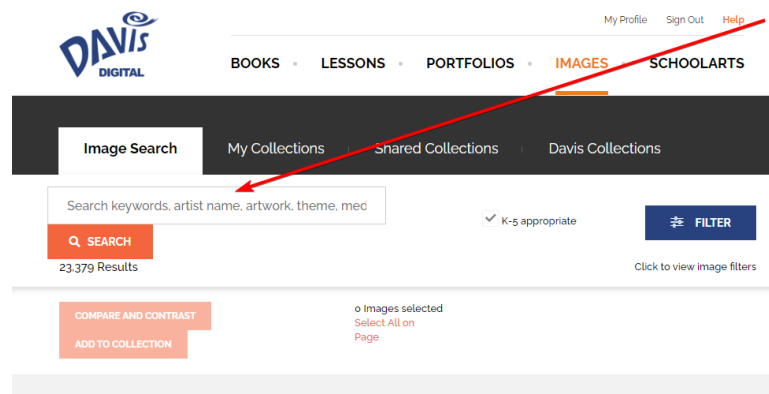 DAVIS
DIGITAL
My Profile Sign Out Help
BOOKS LESSONS PORTFOLIOS IMAGES SCHOOLARTS
Image Search My Collections Shared Collections Davis Collections
Search keywords, artist name, artwork, theme, med
K-5 appropriate
FILTER
SEARCH
23,379 Results
Click to view image filters
COMPARE AND CONTRAST
ADD TO COLLECTION
0 Images selected
Select All on
Page